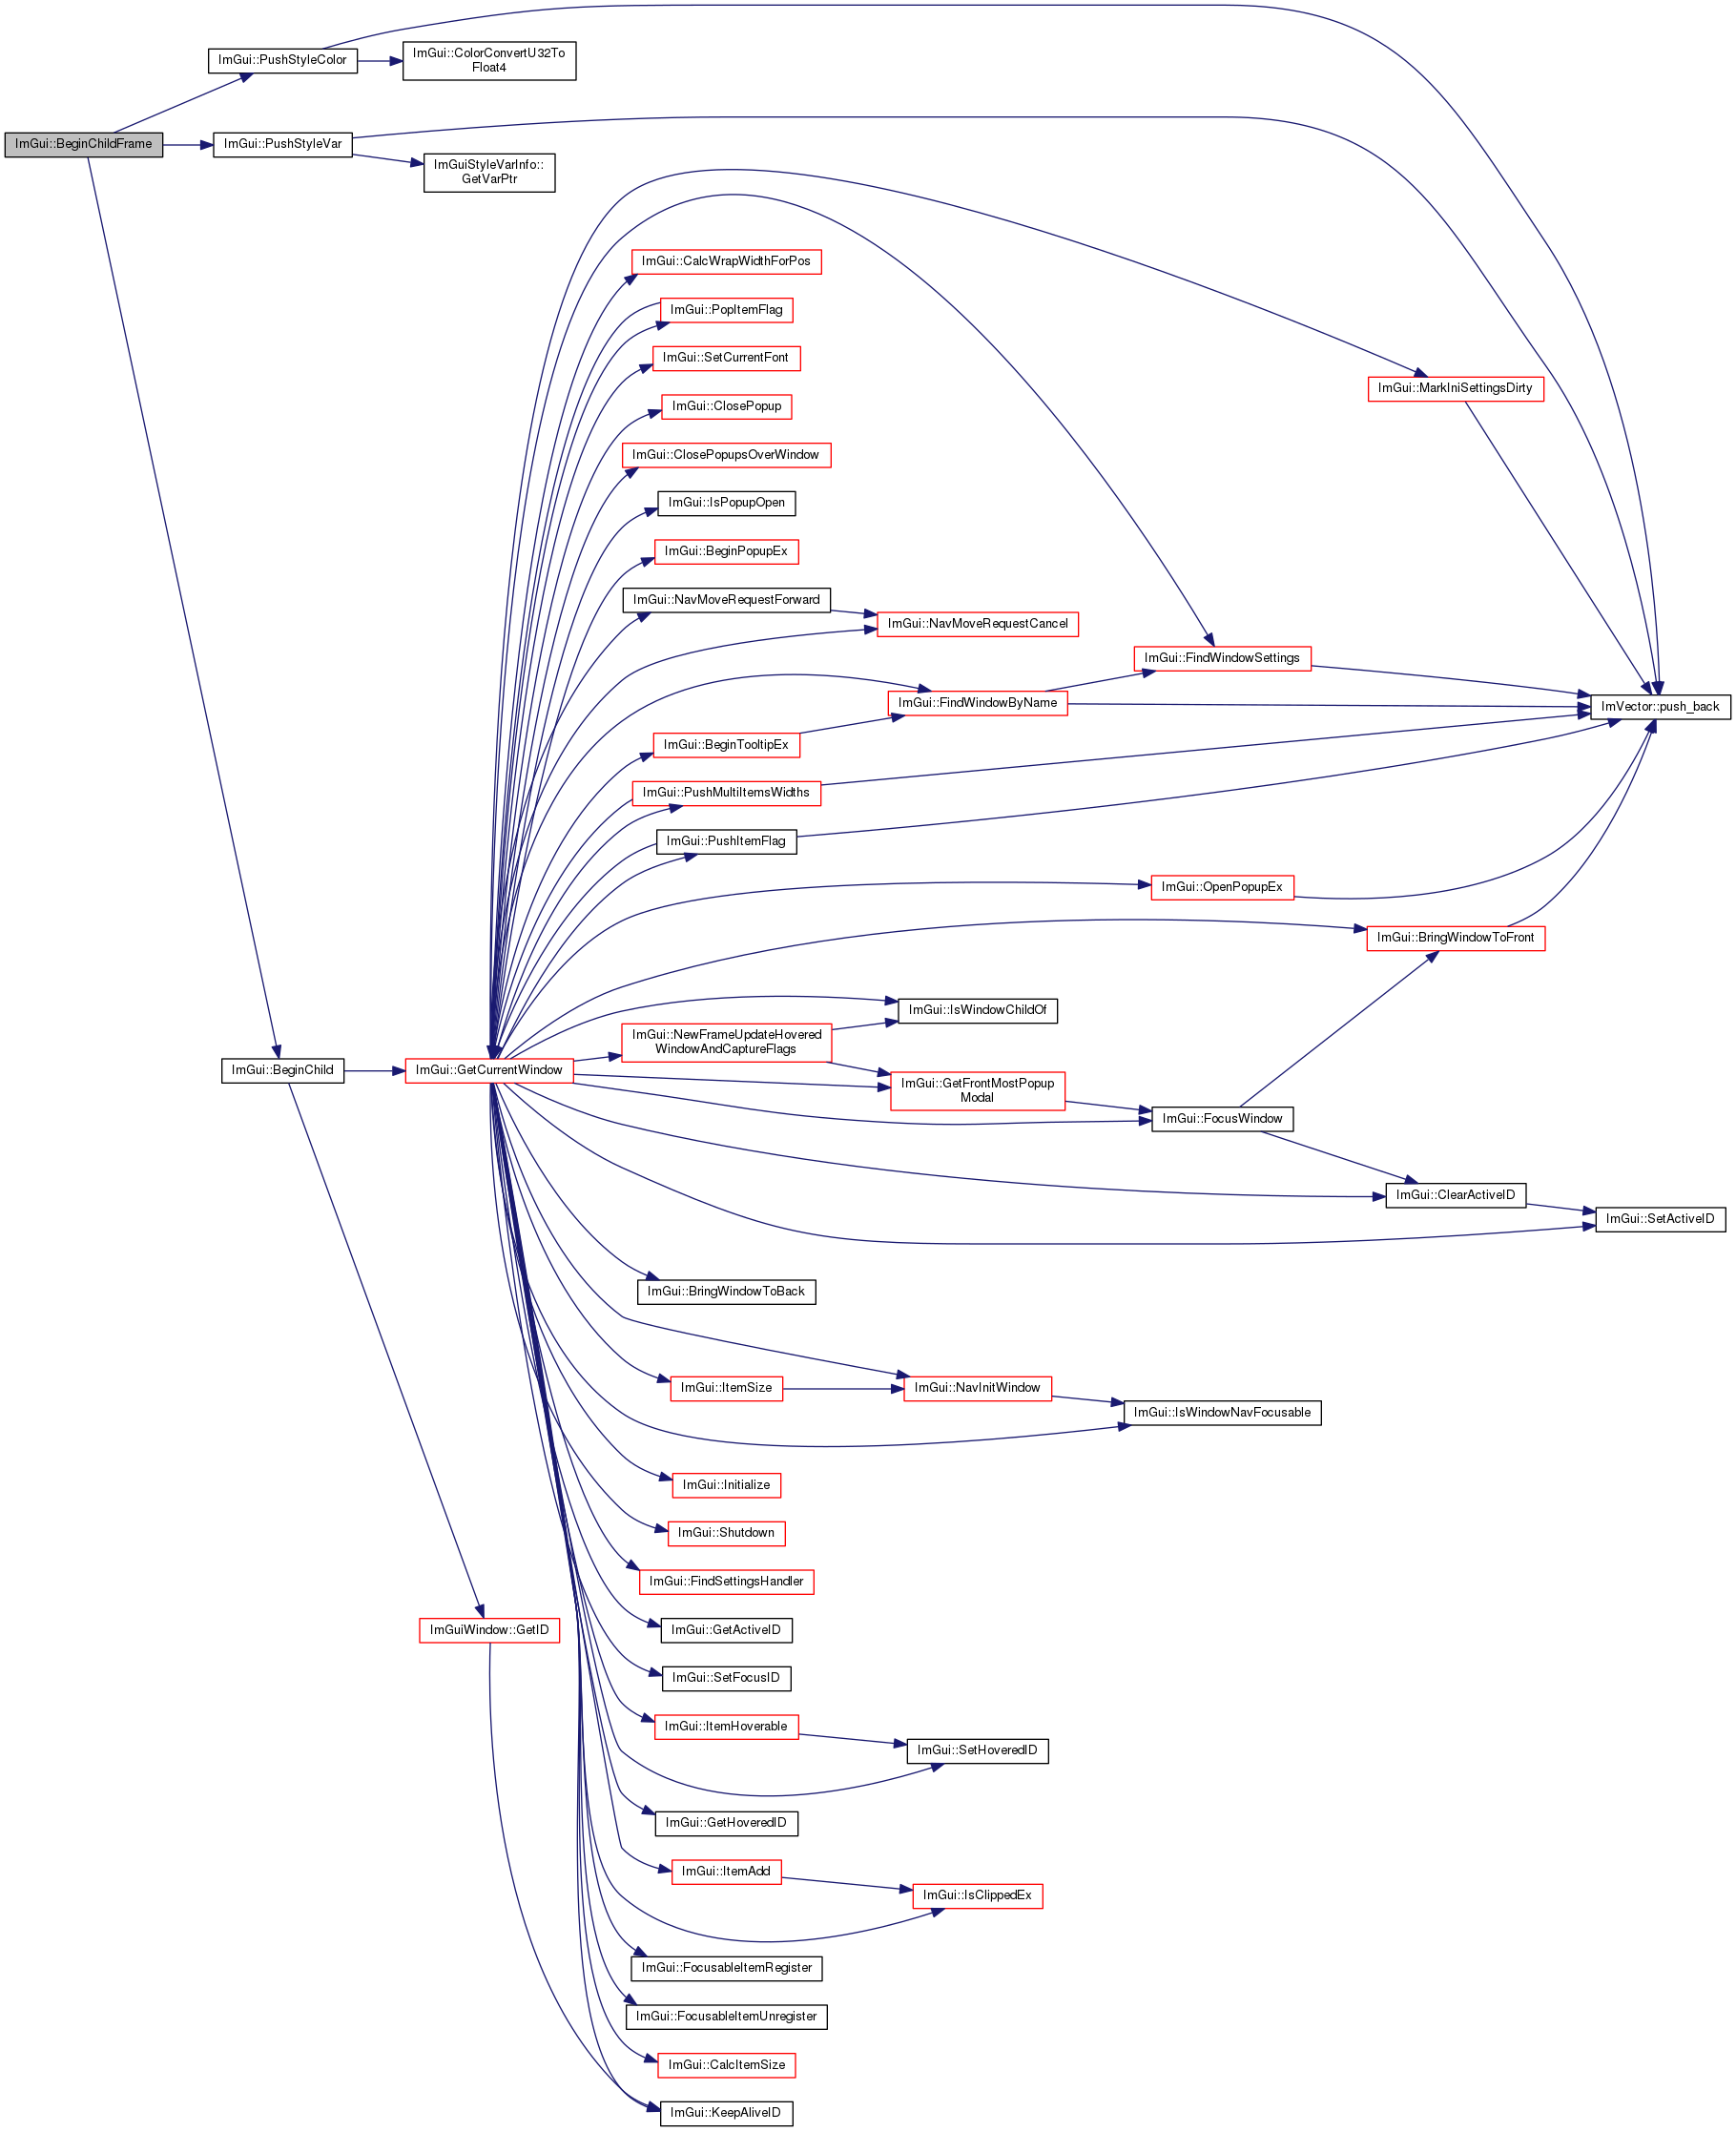 ImGui::PushStyleColor
ImGui::ColorConvertU32To
Float4
ImGui::BeginChildFrame
ImGui::PushStyleVar
ImGuiStyleVarInfo::
GetVarPtr
ImGui::CalcWrapWidthForPos
ImGui::PopItemFlag
ImGui::SetCurrentFont
ImGui::MarkIniSettingsDirty
ImGui::ClosePopup
ImGui::ClosePopupsOverWindow
ImGui::IsPopupOpen
ImGui::BeginPopupEx
ImGui::NavMoveRequestForward
ImGui::NavMoveRequestCancel
ImGui::FindWindowSettings
ImGui::FindWindowByName
ImVector::push_back
ImGui::BeginTooltipEx
ImGui::PushMultiItemsWidths
ImGui::PushItemFlag
ImGui::OpenPopupEx
ImGui::BringWindowToFront
ImGui::IsWindowChildOf
ImGui::NewFrameUpdateHovered
WindowAndCaptureFlags
ImGui::BeginChild
ImGui::GetCurrentWindow
ImGui::GetFrontMostPopup
Modal
ImGui::FocusWindow
ImGui::ClearActiveID
ImGui::SetActiveID
ImGui::BringWindowToBack
ImGui::ItemSize
ImGui::NavInitWindow
ImGui::IsWindowNavFocusable
ImGui::Initialize
ImGui::Shutdown
ImGui::FindSettingsHandler
ImGuiWindow::GetID
ImGui::GetActiveID
ImGui::SetFocusID
ImGui::ItemHoverable
ImGui::SetHoveredID
ImGui::GetHoveredID
ImGui::ItemAdd
ImGui::IsClippedEx
ImGui::FocusableItemRegister
ImGui::FocusableItemUnregister
ImGui::CalcItemSize
ImGui::KeepAliveID